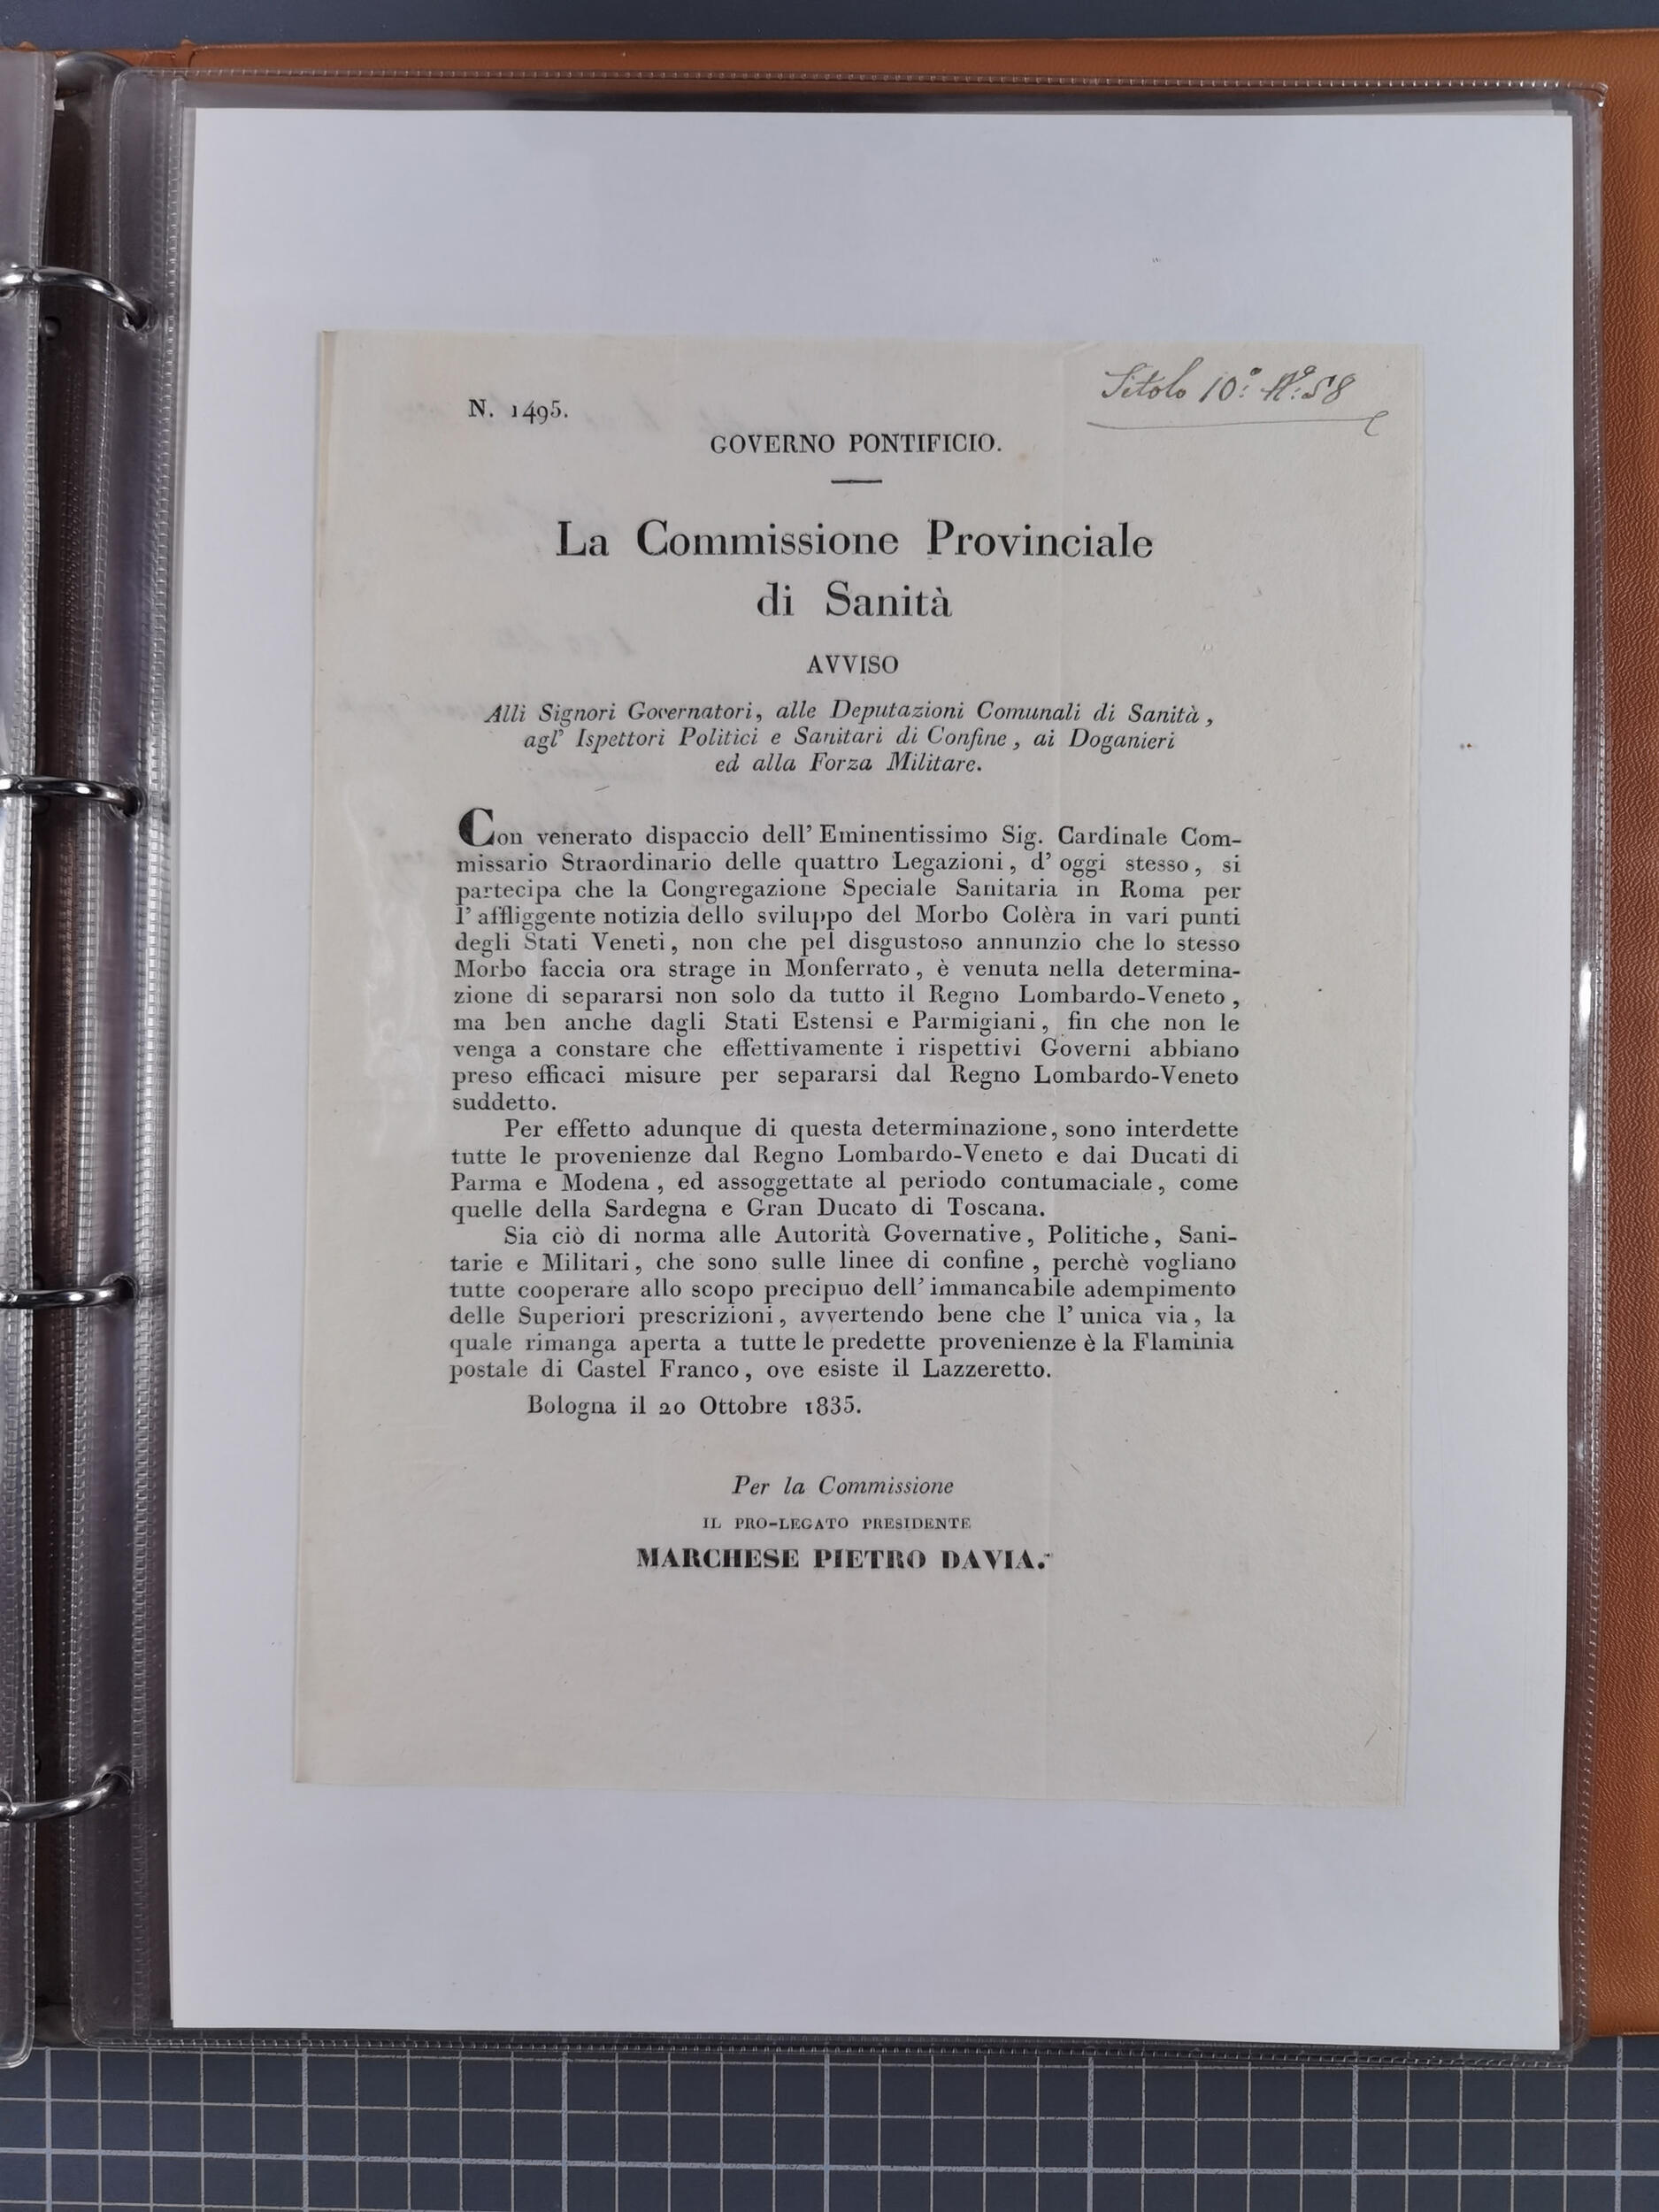 Titolo 10.° N.° 58
N. 1495.
GOVERNO PONTIFICIO.
La Commissione Provinciale
di Sanità
AVVISO
Alli Signori Governatori, alle Deputazioni Comunali di Sanità,
agl' Ispettori Politici e Sanitari di Confine, ai Doganieri
ed alla Forza Militare.
Con venerato dispaccio dell' Eminentissimo Sig. Cardinale Com-
missario Straordinario delle quattro Legazioni, d' oggi stesso, si
partecipa che la Congregazione Speciale Sanitaria in Roma per
l' affliggente notizia dello sviluppo del Morbo Colèra in vari punti
degli Stati Veneti, non che pel disgustoso annunzio che lo stesso
Morbo faccia ora strage in Monferrato, è venuta nella determina-
zione di separarsi non solo da tutto il Regno Lombardo-Veneto,
ma ben anche dagli Stati Estensi e Parmigiani, fin che non le
venga a constare che effettivamente i rispettivi Governi abbiano
preso efficaci misure per separarsi dal Regno Lombardo-Veneto
suddetto.
Per effetto adunque di questa determinazione, sono interdette
tutte le provenienze dal Regno Lombardo-Veneto e dai Ducati di
Parma e Modena, ed assoggettate al periodo contumaciale, come
quelle della Sardegna e Gran Ducato di Toscana.
Sia ciò di norma alle Autorità Governative, Politiche, Sani-
tarie e Militari, che sono sulle linee di confine, perchè vogliano
tutte cooperare allo scopo precipuo dell' immancabile adempimento
delle Superiori prescrizioni, avvertendo bene che l' unica via, la
quale rimanga aperta a tutte le predette provenienze è la Flaminia
postale di Castel Franco, ove esiste il Lazzeretto.
Bologna il 20 Ottobre 1835.
Per la Commissione
IL PRO-LEGATO PRESIDENTE
MARCHESE PIETRO DAVIA.